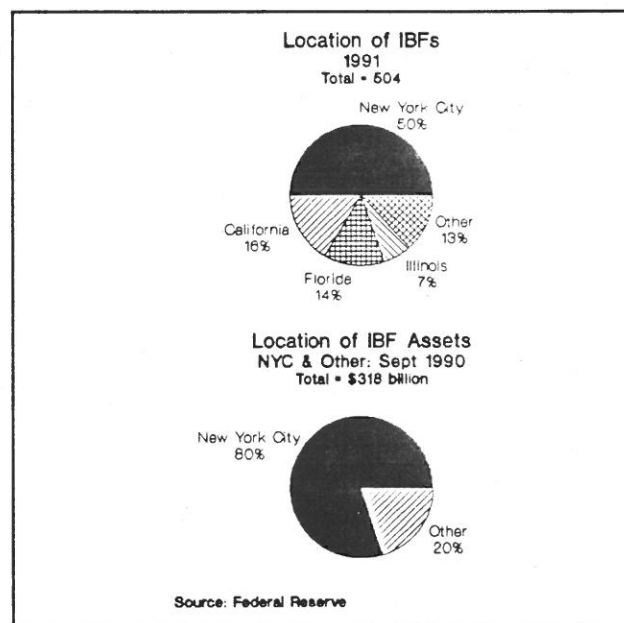 Location of IBFs
1991
Total = 504
New York City
50%
California
16%
Florida
14%
Illinois
7%
Other
13%
Location of IBF Assets
NYC & Other: Sept 1990
Total = $318 billion
New York City
80%
Other
20%
Source: Federal Reserve